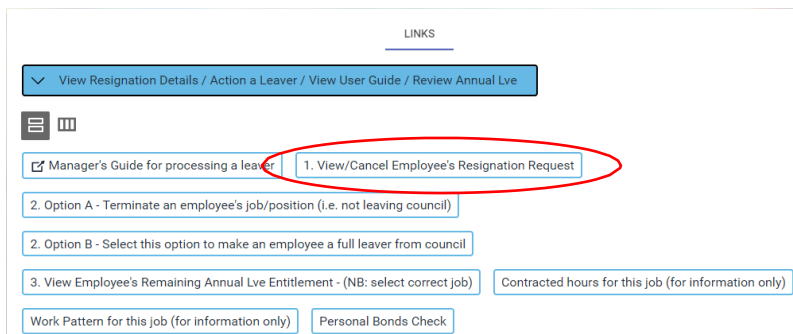 LINKS
View Resignation Details / Action a Leaver / View User Guide / Review Annual Lve
Manager's Guide for processing a leaver 1. View/Cancel Employee's Resignation Request
2. Option A - Terminate an employee's job/position (i.e. not leaving council)
2. Option B - Select this option to make an employee a full leaver from council
3. View Employee's Remaining Annual Lve Entitlement - (NB: select correct job) Contracted hours for this job (for information only)
Work Pattern for this job (for information only) Personal Bonds Check